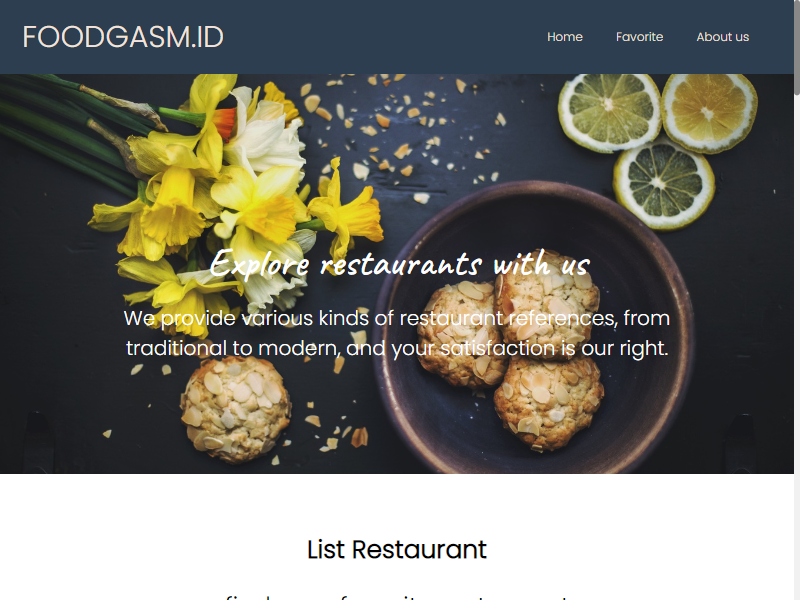 FOODGASM.ID
Home
Favorite
About us
Explore restaurants with us
We provide various kinds of restaurant references, from
traditional to modern, and your satisfaction is our right.
List Restaurant